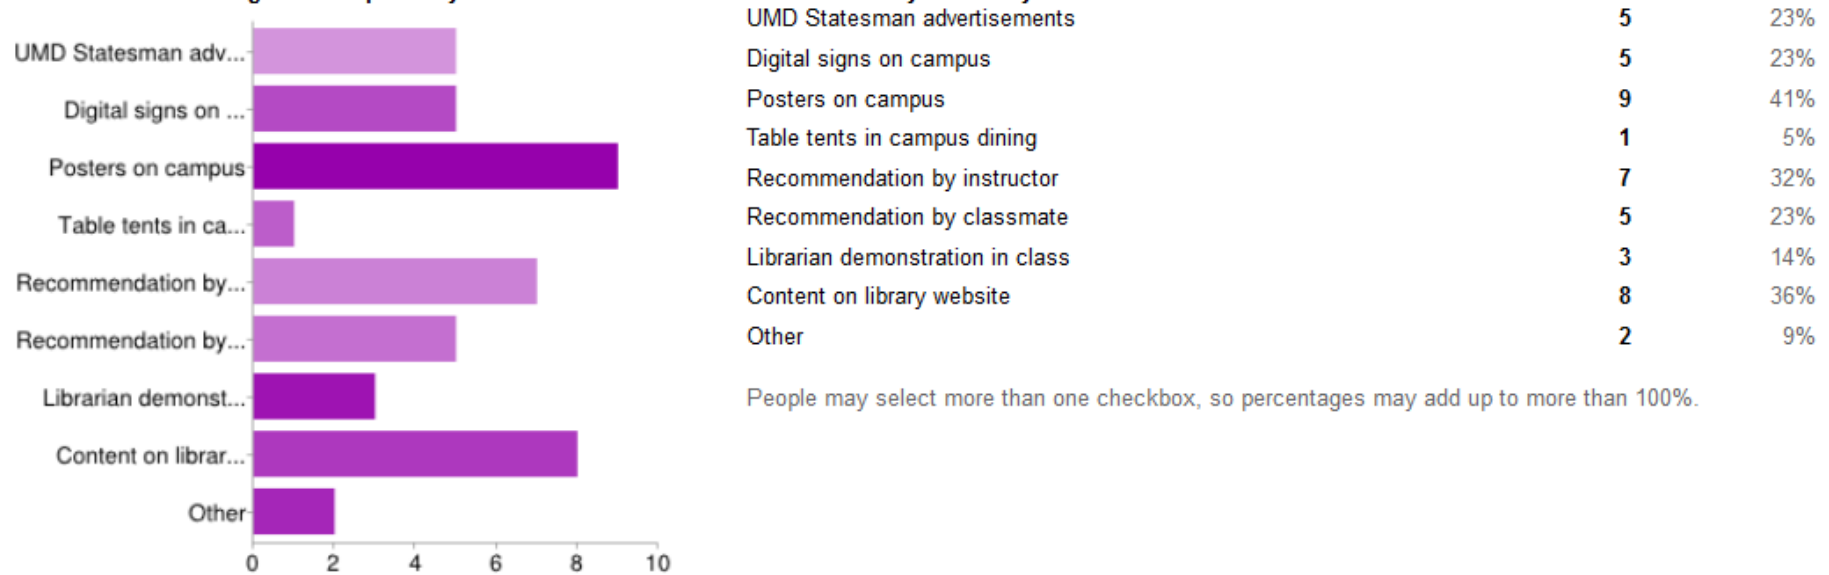 UMD Statesman adv...
Digital signs on ...
Posters on campus
Table tents in ca...
Recommendation by...
Recommendation by...
Librarian demonst...
Content on librar...
Other
0 2 4 6 8 10
UMD Statesman advertisements 5 23%
Digital signs on campus 5 23%
Posters on campus 9 41%
Table tents in campus dining 1 5%
Recommendation by instructor 7 32%
Recommendation by classmate 5 23%
Librarian demonstration in class 3 14%
Content on library website 8 36%
Other 2 9%
People may select more than one checkbox, so percentages may add up to more than 100%.